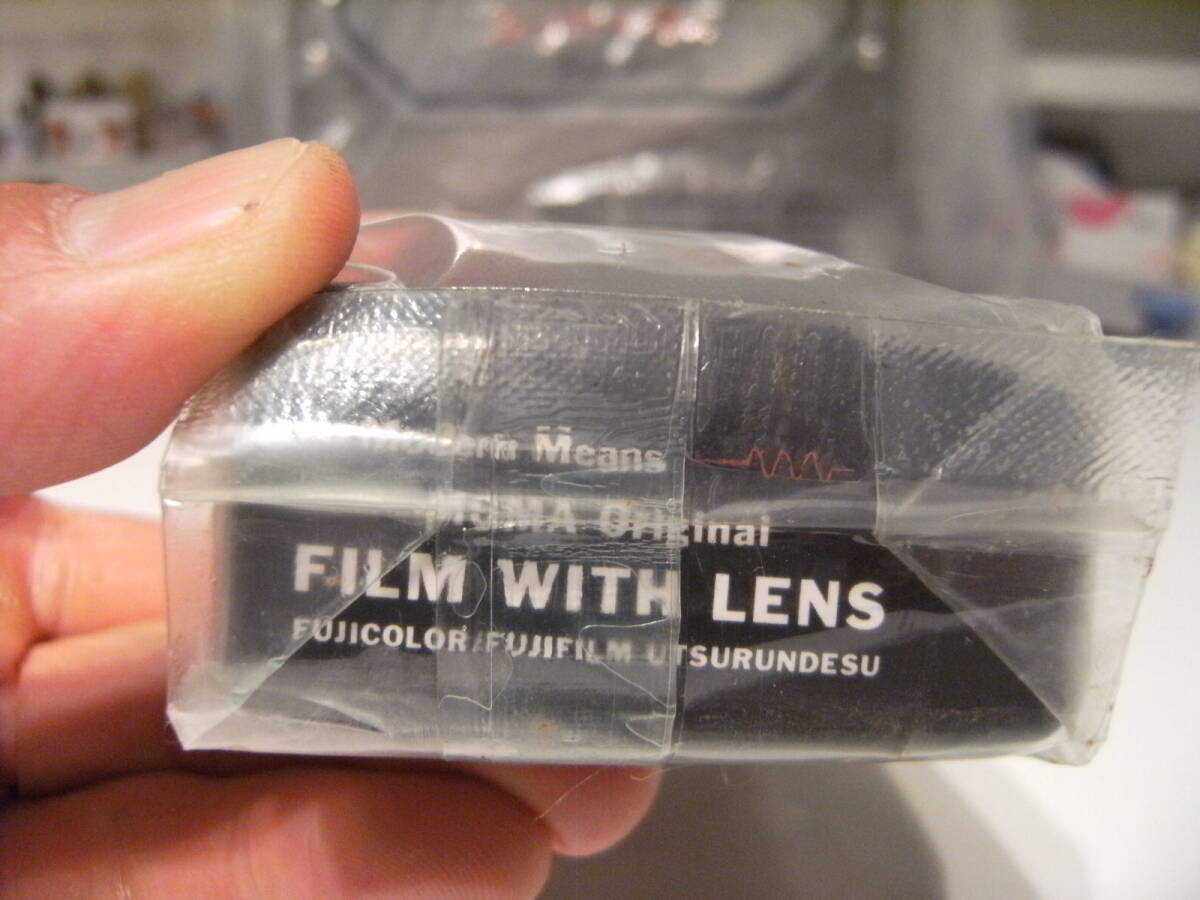 Means
MOMA Original
FILM WITH LENS
FUJICOLOR/FUJIFILM UTSURUNDESU